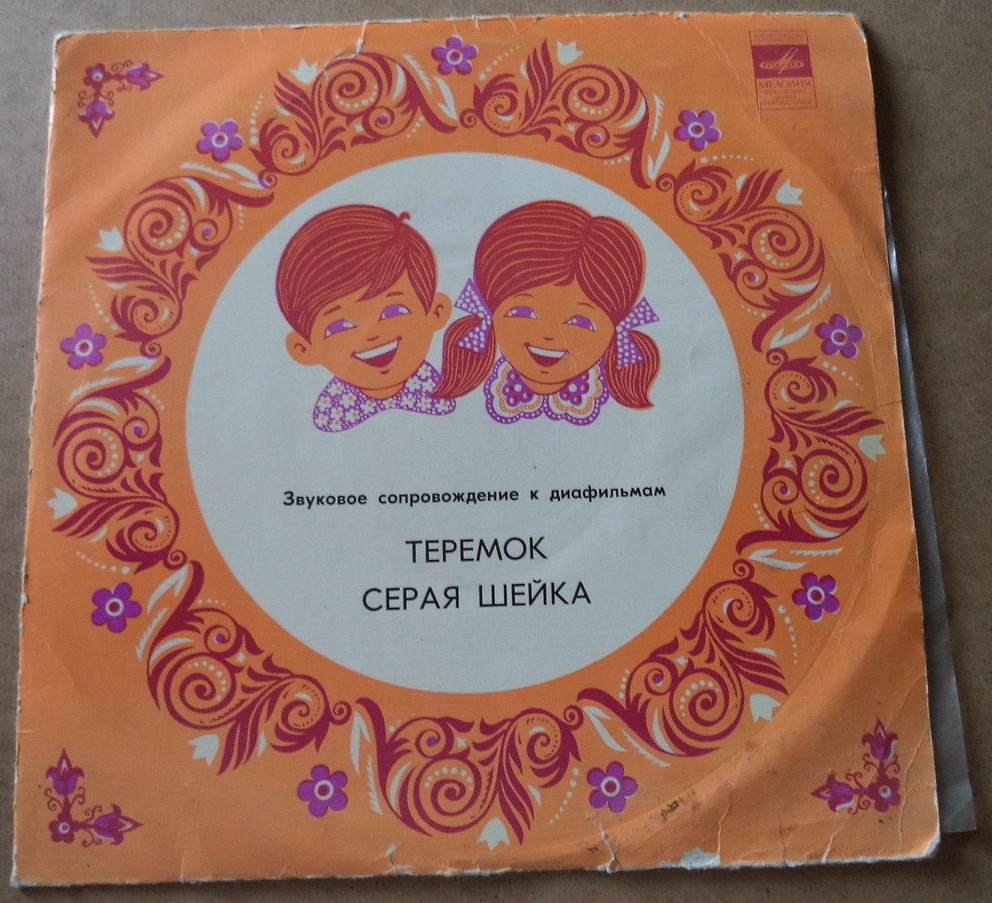 МЕЛОДИЯ
Звуковое сопровождение к диафильмам
ТЕРЕМОК
СЕРАЯ ШЕЙКА